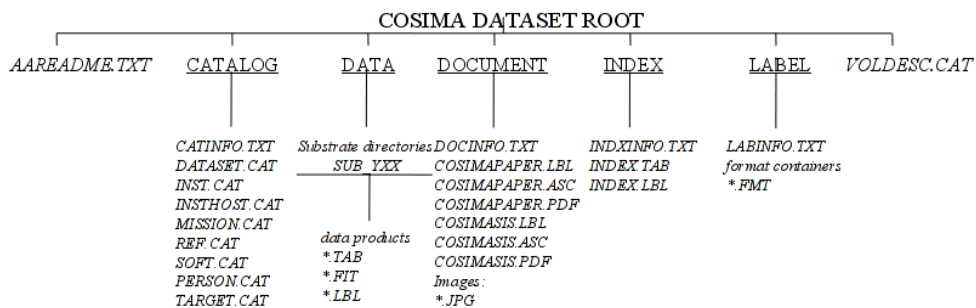 COSIMA DATASET ROOT
AAREADME.TXT CATALOG DATA DOCUMENT INDEX LABEL VOLDESC.CAT
CATINFO.TXT
DATASET.CAT
INST.CAT
INSTHOST.CAT
MISSION.CAT
REF.CAT
SOFT.CAT
PERSON.CAT
TARGET.CAT
Substrate directories
SUB_YXX
data products
*.TAB
*.FIT
*.LBL
DOCINFO.TXT
COSIMAPAPER.LBL
COSIMAPAPER.ASC
COSIMAPAPER.PDF
COSIMASIS.LBL
COSIMASIS.ASC
COSIMASIS.PDF
Images:
*.JPG
INDXINFO.TXT
INDEX.TAB
INDEX.LBL
LABINFO.TXT
format containers
*.FMT